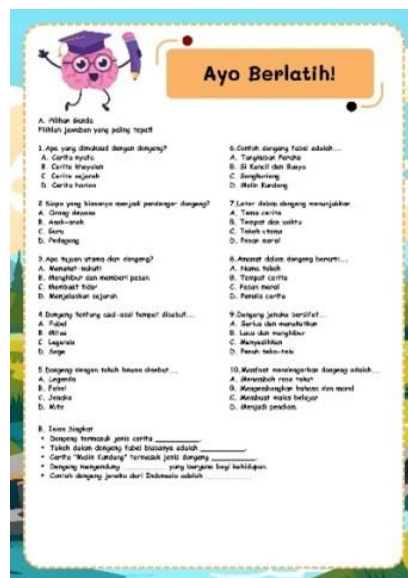 Ayo Berlatih!
A. Pilihan Ganda
Pilihlah jawaban yang paling tepat!
1. Apa yang dimaksud dengan dongeng?
A. Cerita nyata
B. Cerita khayalan
C. Cerita sejarah
D. Cerita harian
2. Siapa yang biasanya menjadi pendengar dongeng?
A. Orang dewasa
B. Anak-anak
C. Guru
D. Pedagang
3. Apa tujuan utama dari dongeng?
A. Menakut-nakuti
B. Menghibur dan memberi pesan
C. Membuat tidur
D. Menjelaskan sejarah
4. Dongeng tentang asal-usul tempat disebut...
A. Fabel
B. Mitos
C. Legenda
D. Sage
5. Dongeng dengan tokoh hewan disebut...
A. Legenda
B. Fabel
C. Jenaka
D. Mite
6. Contoh dongeng fabel adalah...
A. Tangkuban Perahu
B. Si Kancil dan Buaya
C. Sangkuriang
D. Malin Kundang
7. Latar dalam dongeng menunjukkan...
A. Tema cerita
B. Tempat dan waktu
C. Tokoh utama
D. Pesan moral
8. Amanat dalam dongeng berarti...
A. Nama tokoh
B. Tempat cerita
C. Pesan moral
D. Penulis cerita
9. Dongeng jenaka bersifat...
A. Serius dan menakutkan
B. Lucu dan menghibur
C. Menyedihkan
D. Penuh teka-teki
10. Manfaat mendengarkan dongeng adalah...
A. Menambah rasa takut
B. Mengembangkan bahasa dan moral
C. Membuat malas belajar
D. Menjadi pendiam
B. Isian Singkat
• Dongeng termasuk jenis cerita __________.
• Tokoh dalam dongeng fabel biasanya adalah __________.
• Cerita "Malin Kundang" termasuk jenis dongeng __________.
• Dongeng mengandung .............. yang berguna bagi kehidupan.
• Contoh dongeng jenaka dari Indonesia adalah ..............